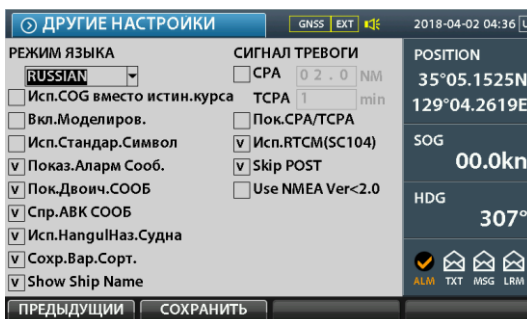 ДРУГИЕ НАСТРОЙКИ
GNSS EXT
2018-04-02 04:36 U
РЕЖИМ ЯЗЫКА
RUSSIAN
Исп.COG вместо истин.курса
Вкл.Моделиров.
Исп.Стандар.Символ
v Показ.Аларм Сооб.
v Пок.Двоич.СООБ
v Спр.АВК СООБ
v Исп.HangulНаз.Судна
v Сохр.Вар.Сорт.
v Show Ship Name
СИГНАЛ ТРЕВОГИ
CPA 02.0 NM
TCPA 1 min
Пок.CPA/TCPA
v Исп.RTCM(SC104)
v Skip POST
Use NMEA Ver<2.0
POSITION
35°05.1525N
129°04.2619E
SOG
00.0kn
HDG
307°
ALM TXT MSG LRM
ПРЕДЫДУЩИИ СОХРАНИТЬ